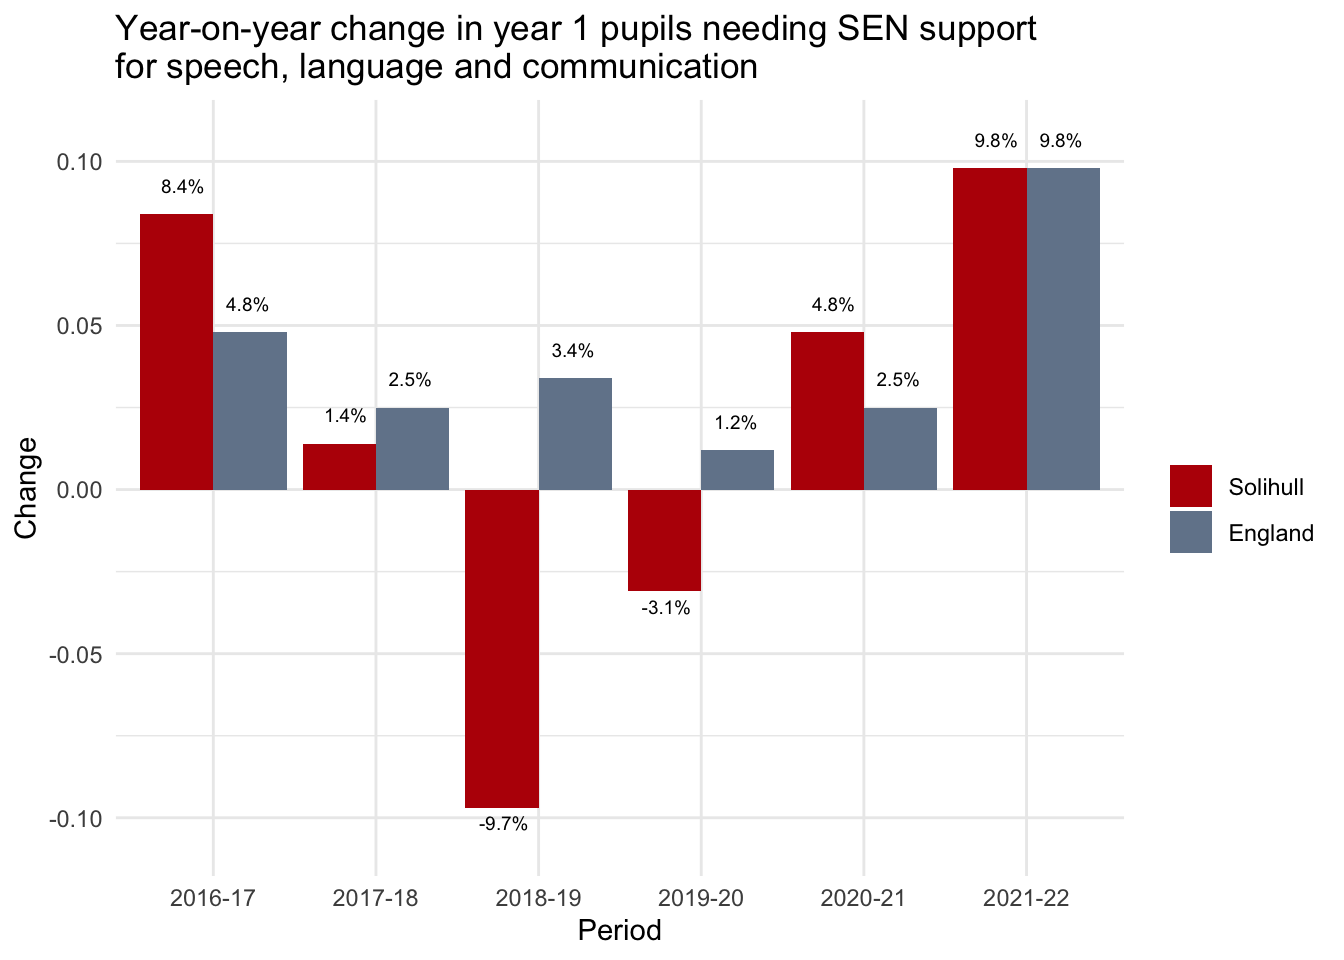 Year-on-year change in year 1 pupils needing SEN support
for speech, language and communication
9.8% 9.8%
0.10
8.4%
4.8%
4.8%
0.05
3.4%
2.5%
2.5%
1.4%
1.2%
0.00
Change
Solihull
England
-3.1%
-0.05
-0.10
-9.7%
2016-17 2017-18 2018-19 2019-20 2020-21 2021-22
Period